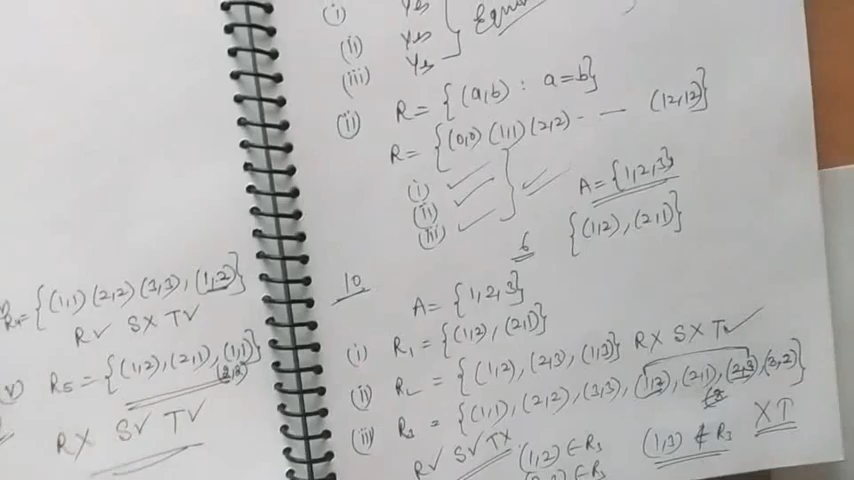 R₄ = {(1,1) (2,2) (3,3), (1,2)}
R✓ S✗ T✓
(v) R₅ = {(1,2), (2,1), (1,1)
(2,2)}
R✗ S✓ T✓
(i) Yes
(ii) Yes
(iii) Yes
(ii) R = {(a,b) : a=b}
R = {(0,0) (1,1) (2,2) - - — (12,12)}
(i) ✓
(ii) ✓
(iii) ✓
A = {1,2,3}
{(1,2), (2,1)}
6
10,
A = {1,2,3}
(i) R₁ = {(1,2), (2,1)}
(ii) R₂ = {(1,2), (2,3), (1,3)} R✗ S✗ T✓
(iii) R₃ = {(1,1), (2,2), (3,3), (1,2), (2,1), (2,3), (3,2)}
R✓ S✓ T✗
(1,2) ∈ R₃
(1,3) ∉ R₃
✗T